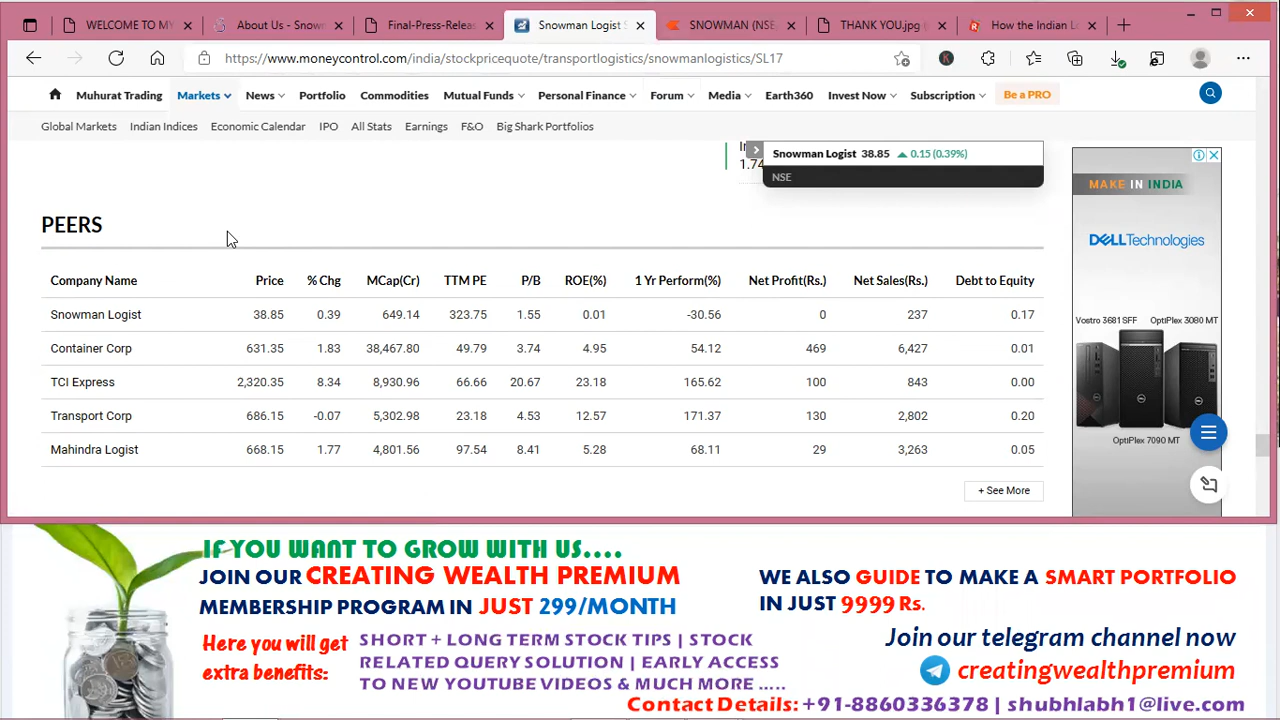 WELCOME TO MY
About Us - Snow
Final-Press-Relea
Snowman Logist
SNOWMAN (NSE
THANK YOU.jpg (
How the Indian Lo
https://www.moneycontrol.com/india/stockpricequote/transportlogistics/snowmanlogistics/SL17
Muhurat Trading Markets News Portfolio Commodities Mutual Funds Personal Finance Forum Media Earth360 Invest Now Subscription Be a PRO
Global Markets Indian Indices Economic Calendar IPO All Stats Earnings F&O Big Shark Portfolios
1.74
Snowman Logist 38.85 0.15 (0.39%)
NSE
PEERS
Company Name Price % Chg MCap(Cr) TTM PE P/B ROE(%) 1 Yr Perform(%) Net Profit(Rs.) Net Sales(Rs.) Debt to Equity
Snowman Logist 38.85 0.39 649.14 323.75 1.55 0.01 -30.56 0 237 0.17
Container Corp 631.35 1.83 38,467.80 49.79 3.74 4.95 54.12 469 6,427 0.01
TCI Express 2,320.35 8.34 8,930.96 66.66 20.67 23.18 165.62 100 843 0.00
Transport Corp 686.15 -0.07 5,302.98 23.18 4.53 12.57 171.37 130 2,802 0.20
Mahindra Logist 668.15 1.77 4,801.56 97.54 8.41 5.28 68.11 29 3,263 0.05
+ See More
MAKE IN INDIA
DELLTechnologies
Vostro 3681 SFF OptiPlex 3080 MT
OptiPlex 7090 MT
IF YOU WANT TO GROW WITH US....
JOIN OUR CREATING WEALTH PREMIUM
MEMBERSHIP PROGRAM IN JUST 299/MONTH
Here you will get
extra benefits:
SHORT + LONG TERM STOCK TIPS | STOCK
RELATED QUERY SOLUTION | EARLY ACCESS
TO NEW YOUTUBE VIDEOS & MUCH MORE .....
WE ALSO GUIDE TO MAKE A SMART PORTFOLIO
IN JUST 9999 Rs.
Join our telegram channel now
creatingwealthpremium
Contact Details: +91-8860336378 | shubhlabh1@live.com